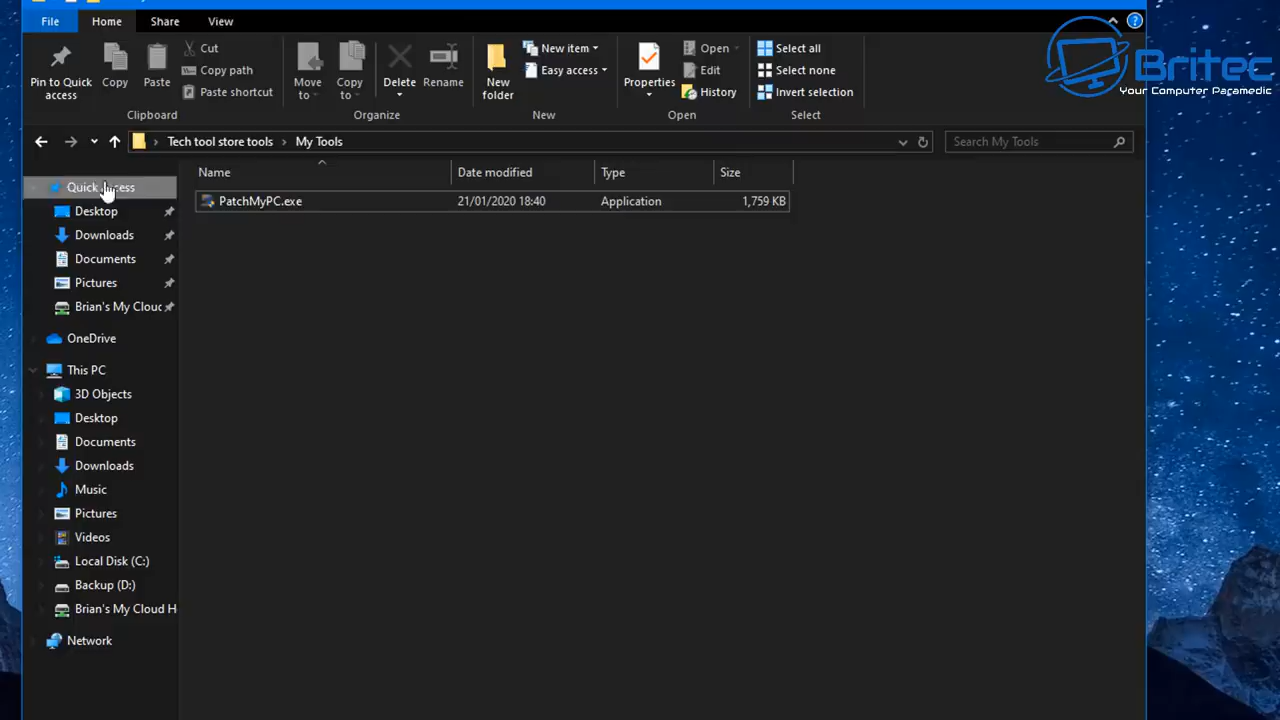 File Home Share View
Britec
Your Computer Paramedic
Pin to Quick access
Copy
Paste
Cut
Copy path
Paste shortcut
Clipboard
Move to
Copy to
Delete
Rename
Organize
New folder
New item
Easy access
New
Properties
Open
Edit
History
Open
Select all
Select none
Invert selection
Select
Tech tool store tools › My Tools
Search My Tools
Name Date modified Type Size
PatchMyPC.exe 21/01/2020 18:40 Application 1,759 KB
Quick access
Desktop
Downloads
Documents
Pictures
Brian's My Clou
OneDrive
This PC
3D Objects
Desktop
Documents
Downloads
Music
Pictures
Videos
Local Disk (C:)
Backup (D:)
Brian's My Cloud H
Network